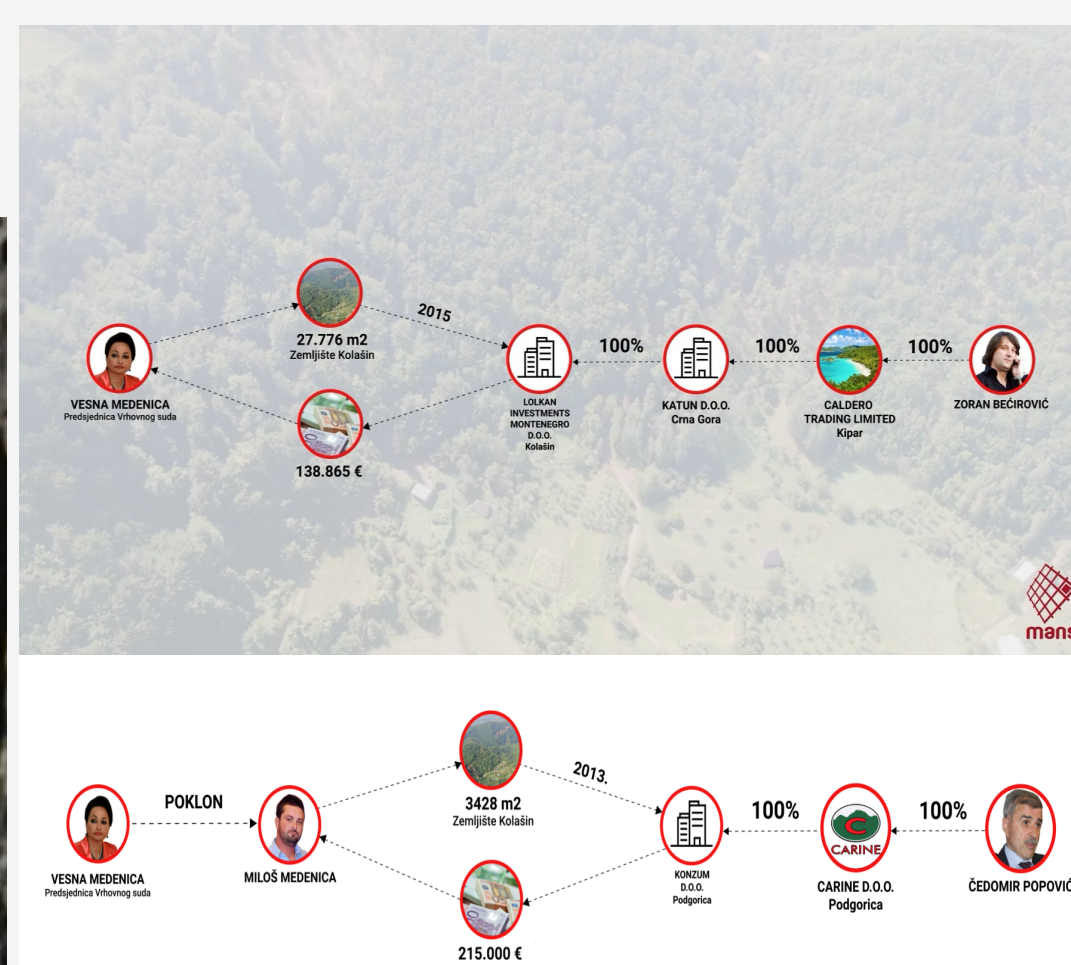 2015
27.776 m2
Zemljište Kolašin
100%
100%
100%
VESNA MEDENICA
Predsjednica Vrhovnog suda
LOLKAN
INVESTMENTS
MONTENEGRO
D.O.O.
Kolašin
KATUN D.O.O.
Crna Gora
CALDERO
TRADING LIMITED
Kipar
ZORAN BEĆIROVIĆ
138.865 €
mans
2013.
POKLON
3428 m2
Zemljište Kolašin
100%
100%
CARINE
VESNA MEDENICA
Predsjednica Vrhovnog suda
MILOŠ MEDENICA
KONZUM
D.O.O.
Podgorica
CARINE D.O.O.
Podgorica
ČEDOMIR POPOVIĆ
215.000 €